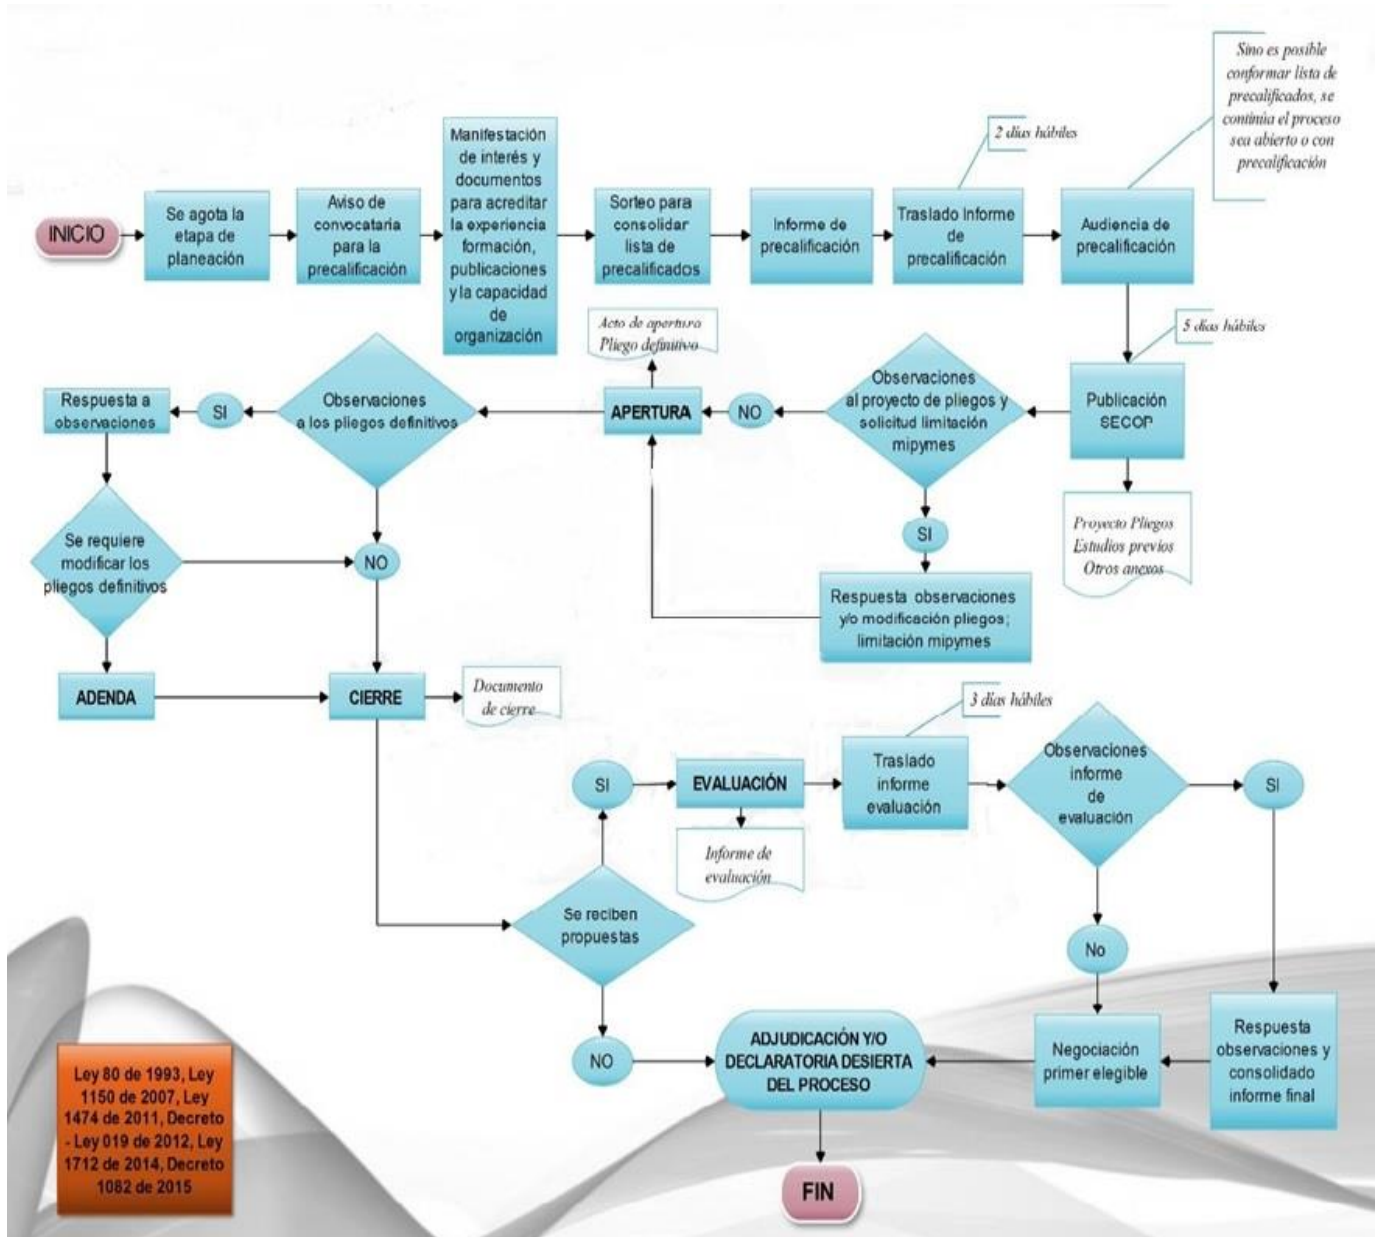 Sino es posible
conformar lista de
precalificados, se
continúa el proceso
sea abierto o con
precalificación
2 días hábiles
INICIO
Se agota la
etapa de
planeación
Aviso de
convocataría
para la
precalificación
Manifestación
de interés y
documentos
para acreditar
la experiencia
formación,
publicaciones
y la capacidad
de
organización
Sorteo para
consolidar
lista de
precalificados
Informe de
precalificación
Traslado Informe
de
precalificación
Audiencia de
precalificación
5 días hábiles
Publicación
SECOP
Proyecto Pliegos
Estudios previos
Otros anexos
Observaciones
al proyecto de pliegos y
solicitud limitación
mipymes
NO
SI
Respuesta observaciones
y/o modificación pliegos;
limitación mipymes
Acto de apertura
Pliego definitivo
APERTURA
Observaciones
a los pliegos definitivos
SI
Respuesta a
observaciones
Se requiere
modificar los
pliegos definitivos
NO
ADENDA
CIERRE
Documento
de cierre
Se reciben
propuestas
SI
EVALUACIÓN
Informe de
evaluación
3 días hábiles
Traslado
informe
evaluación
Observaciones
informe
de
evaluación
SI
No
Respuesta
observaciones y
consolidado
informe final
Negociación
primer elegible
NO
ADJUDICACIÓN Y/O
DECLARATORIA DESIERTA
DEL PROCESO
FIN
Ley 80 de 1993, Ley
1150 de 2007, Ley
1474 de 2011, Decreto
- Ley 019 de 2012, Ley
1712 de 2014, Decreto
1082 de 2015